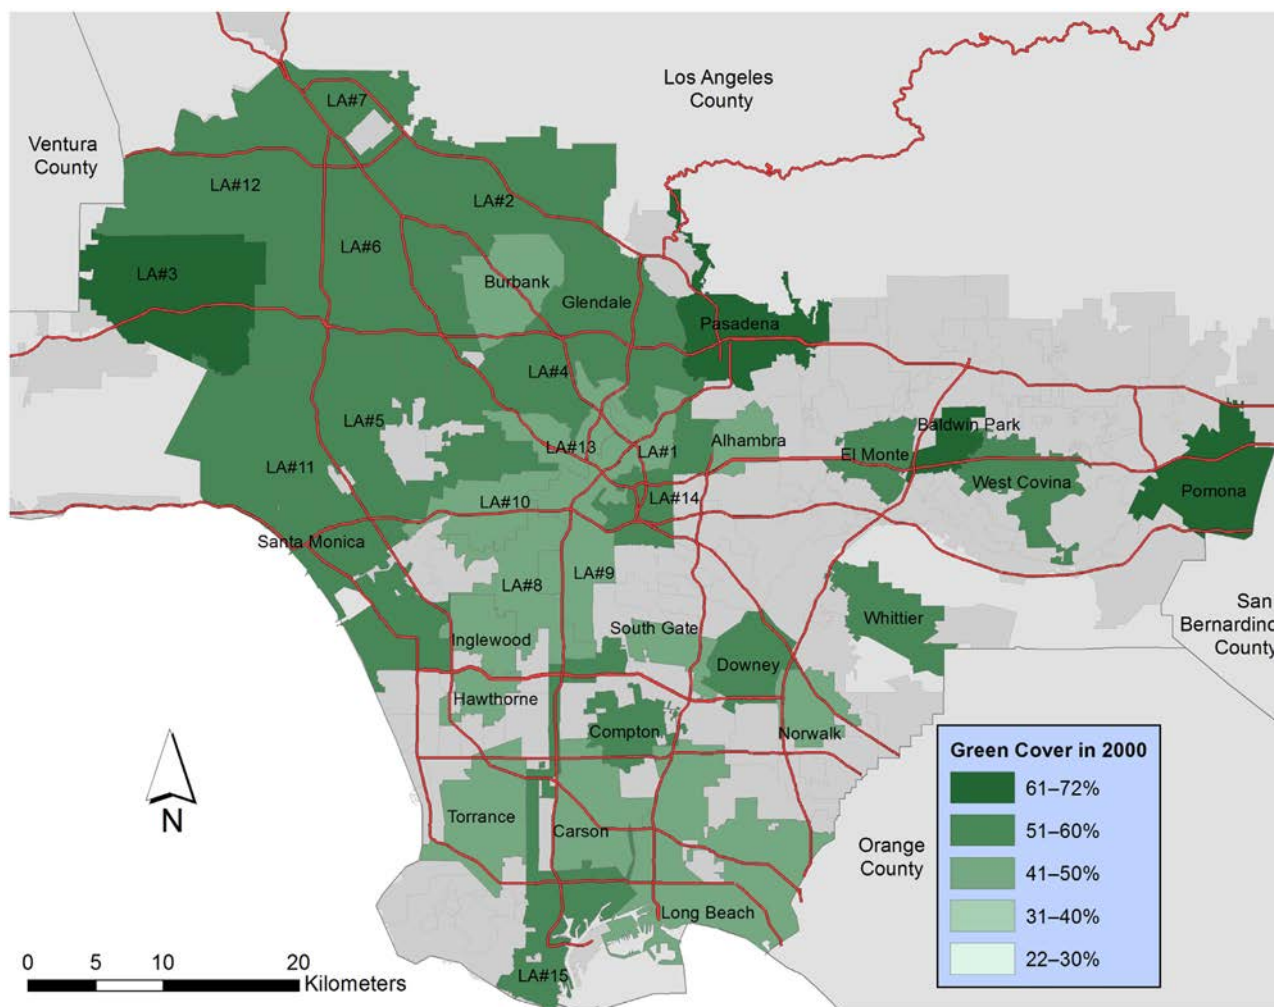 Los Angeles
County
LA#7
Ventura
County
LA#12
LA#2
LA#6
LA#3
Burbank
Glendale
Pasadena
LA#4
LA#5
Baldwin Park
LA#13
LA#1
Alhambra
El Monte
LA#11
West Covina
Pomona
LA#10
LA#14
Santa Monica
LA#8
LA#9
San
Bernardino
County
Whittier
South Gate
Inglewood
Downey
Hawthorne
Compton
Norwalk
Torrance
Carson
Orange
County
Long Beach
LA#15
N
0 5 10 20
Kilometers
Green Cover in 2000
61–72%
51–60%
41–50%
31–40%
22–30%